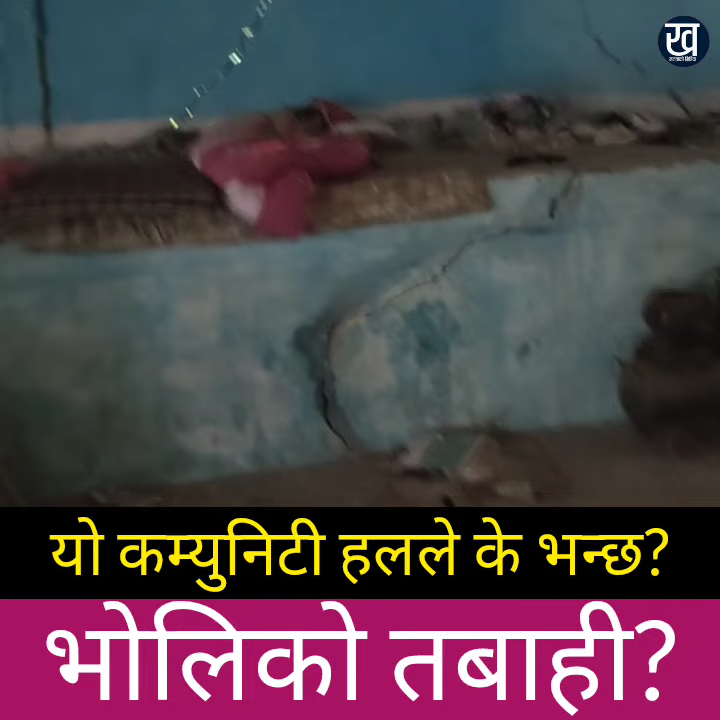 ख
यो कम्युनिटी हलले के भन्छ?
भोलिको तबाही?